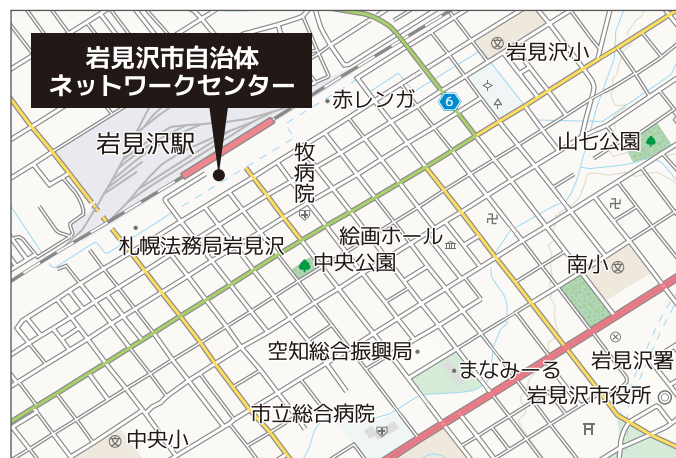 岩見沢市自治体
ネットワークセンター
岩見沢小
赤レンガ
6
岩見沢駅
山七公園
牧病院
札幌法務局岩見沢
絵画ホール
中央公園
南小
空知総合振興局
まなみーる
岩見沢署
岩見沢市役所
市立総合病院
中央小